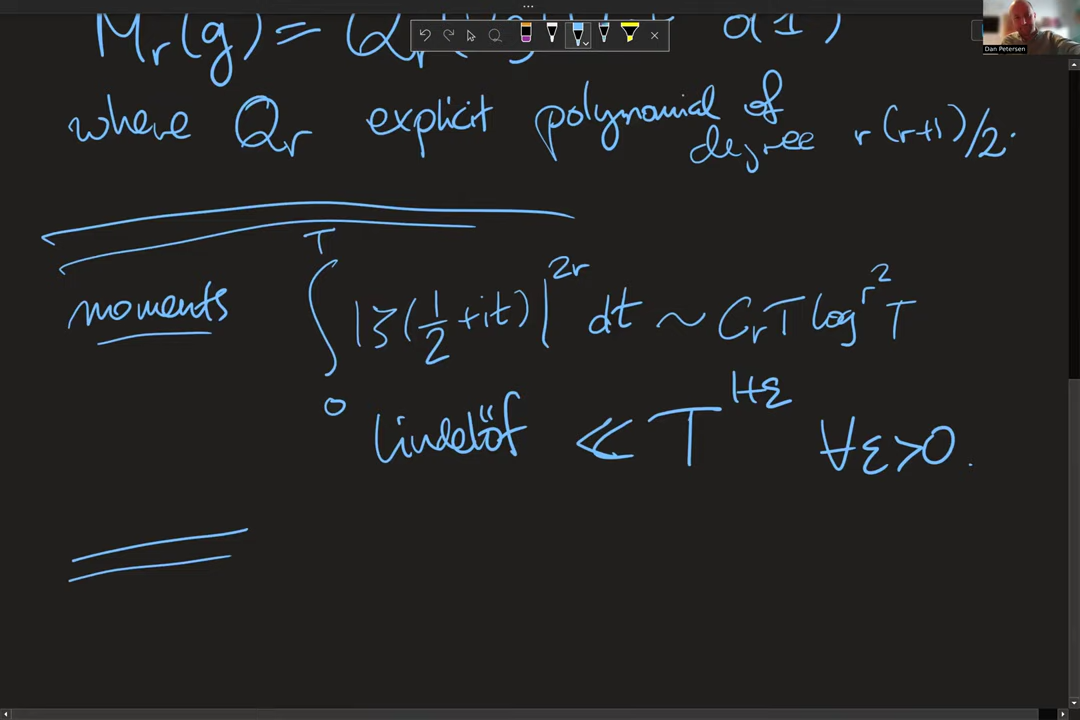 Dan Petersen
M_r(g) = Q_r
where Q_r explicit polynomial of
degree r(r+1)/2.
moments ∫_0^T |ζ(1/2 + it)|^{2r} dt ~ C_r T log^{r^2} T
Lindelöf ≪ T^{1+ε} ∀ε>0.